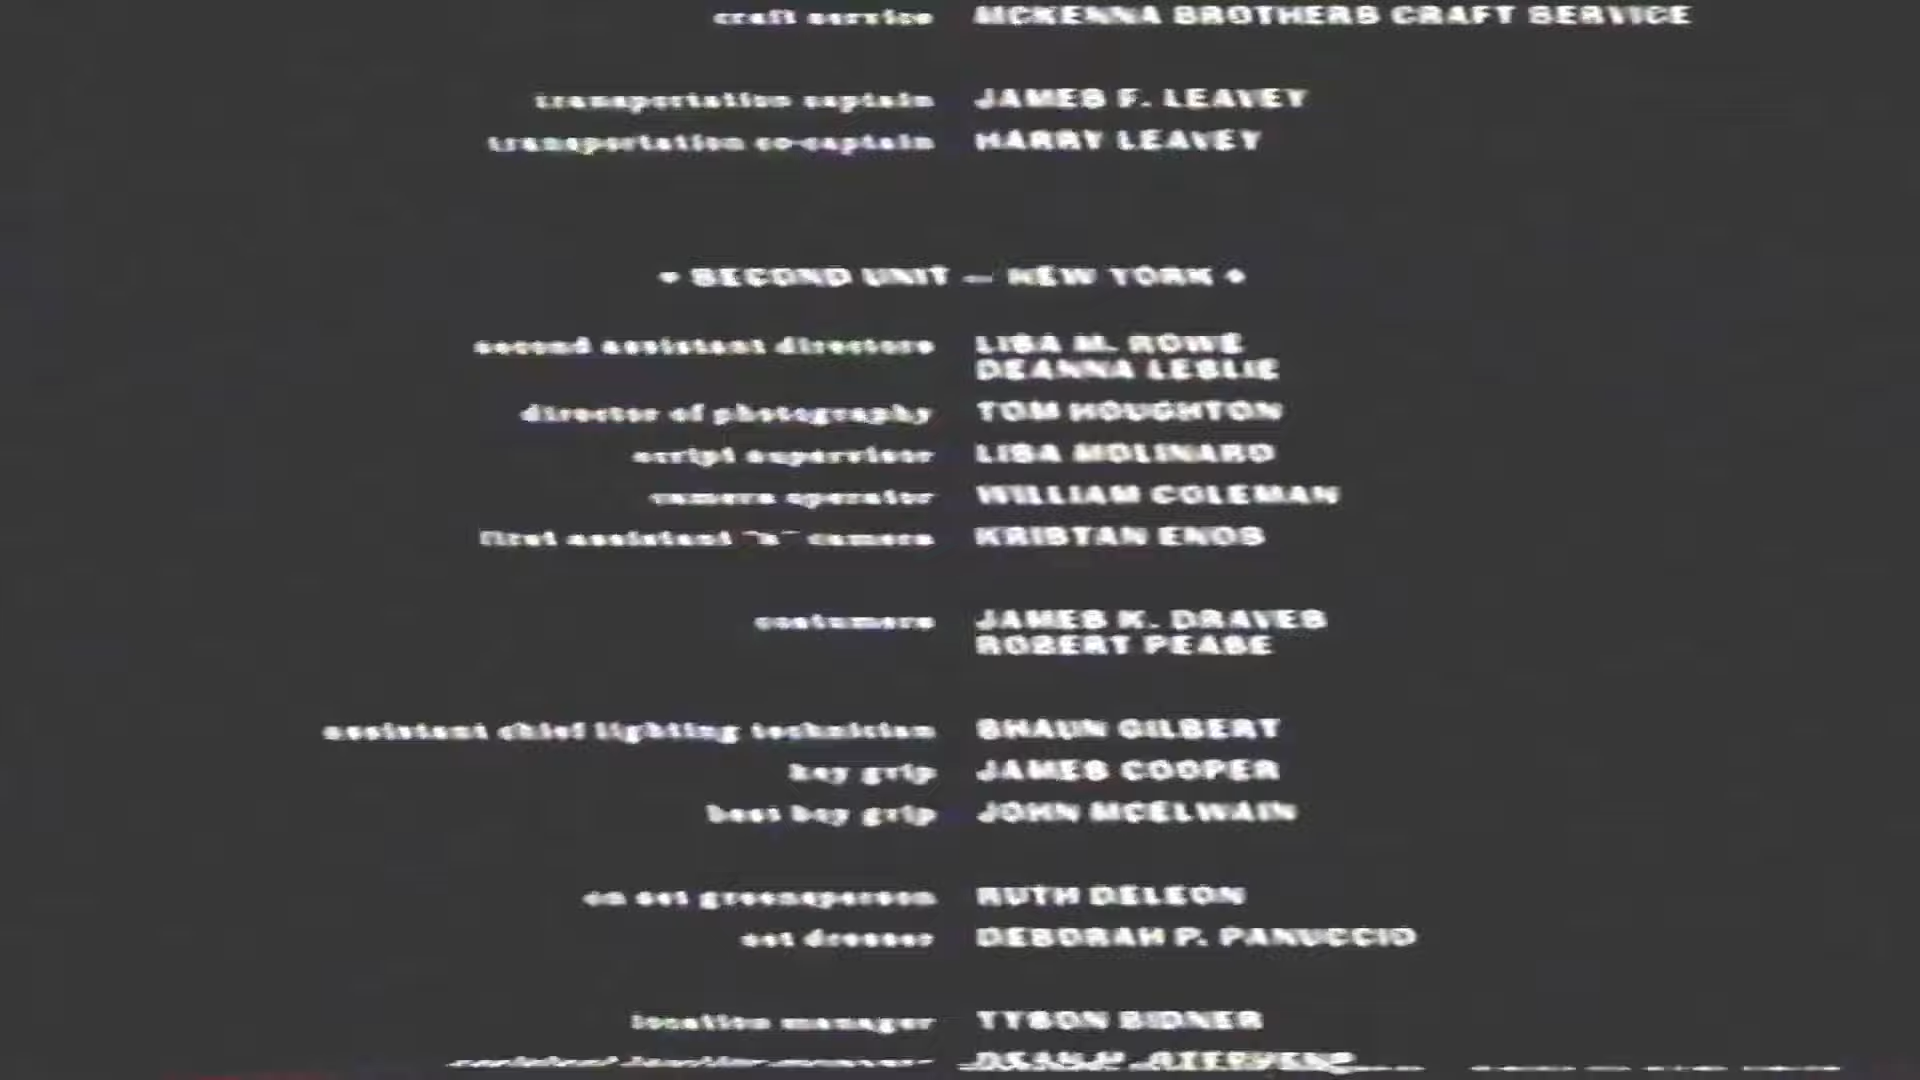 craft service MCKENNA BROTHERS CRAFT SERVICE
transportation captain JAMES F. LEAVEY
transportation co-captain HARRY LEAVEY
• SECOND UNIT — NEW YORK •
second assistant directors LISA M. ROWE
DEANNA LESLIE
director of photography TOM HOUGHTON
script supervisor LISA MOLINARO
camera operator WILLIAM COLEMAN
first assistant camera KRISTAN ENOS
costumers JAMES K. DRAVES
ROBERT PEASE
assistant chief lighting technician SHAUN GILBERT
key grip JAMES COOPER
best boy grip JOHN MCELWAIN
on set greensperson RUTH DELEON
set dresser DEBORAH P. PANUCCIO
location manager TYSON BIDNER
assistant location manager